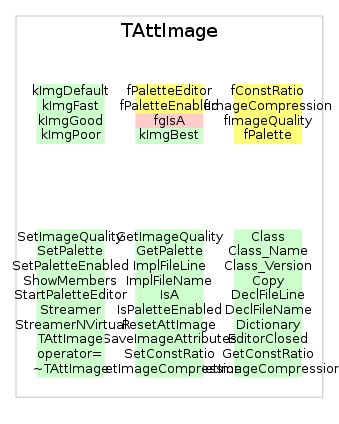 TAttImage
kImgDefault fPaletteEditor fConstRatio
kImgFast fPaletteEnabled fImageCompression
kImgGood fgIsA fImageQuality
kImgPoor kImgBest fPalette
SetImageQuality GetImageQuality Class
SetPalette GetPalette Class_Name
SetPaletteEnabled ImplFileLine Class_Version
ShowMembers ImplFileName Copy
StartPaletteEditor IsA DeclFileLine
Streamer IsPaletteEnabled DeclFileName
StreamerNVirtual ResetAttImage Dictionary
TAttImage SaveImageAttributes EditorClosed
operator= SetConstRatio GetConstRatio
~TAttImage SetImageCompression GetImageCompression